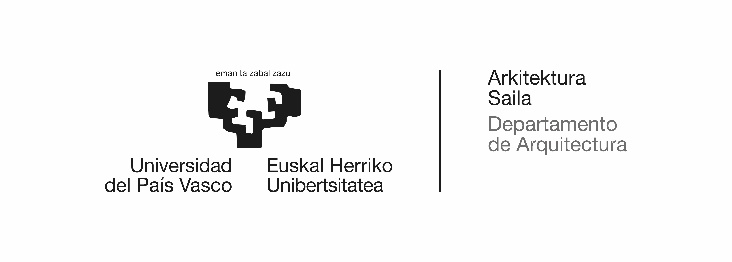 eman ta zabal zazu
Universidad
del País Vasco
Euskal Herriko
Unibertsitatea
Arkitektura
Saila
Departamento
de Arquitectura